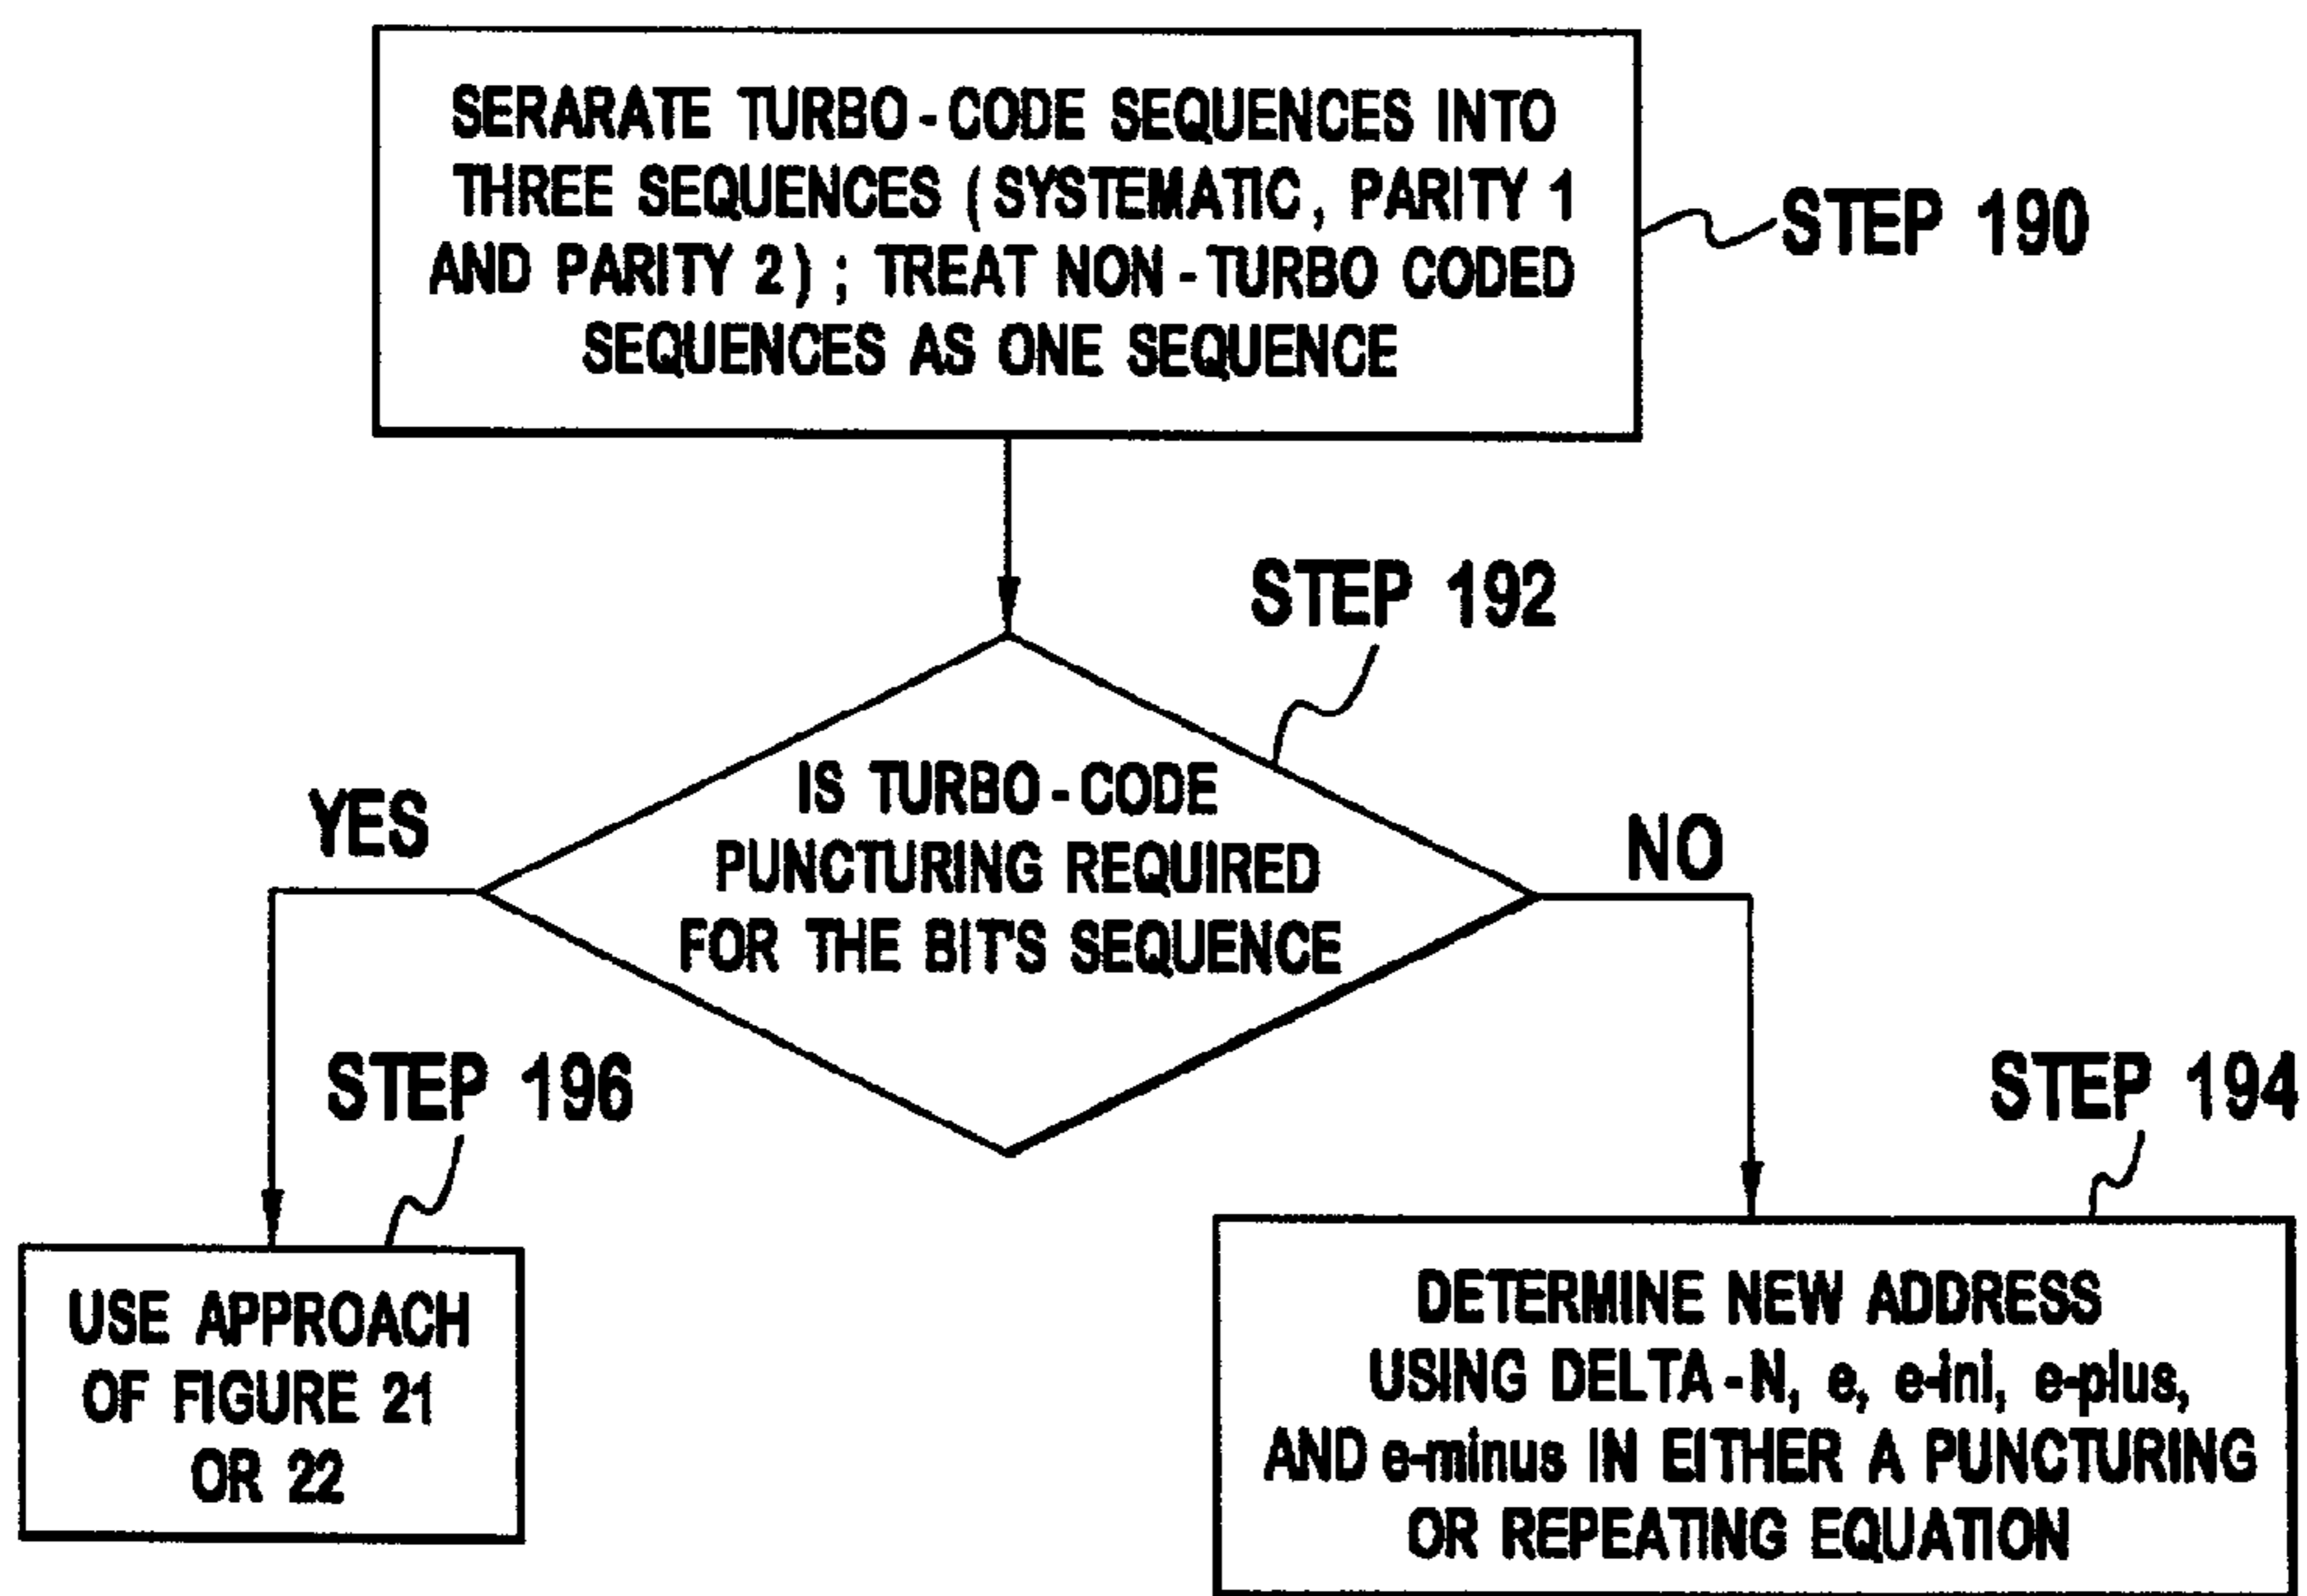 SERARATE TURBO-CODE SEQUENCES INTO
THREE SEQUENCES (SYSTEMATIC, PARITY 1
AND PARITY 2); TREAT NON-TURBO CODED
SEQUENCES AS ONE SEQUENCE
STEP 190
STEP 192
IS TURBO-CODE
PUNCTURING REQUIRED
FOR THE BIT'S SEQUENCE
YES
NO
STEP 196
STEP 194
USE APPROACH
OF FIGURE 21
OR 22
DETERMINE NEW ADDRESS
USING DELTA-N, e, e-ini, e-plus,
AND e-minus IN EITHER A PUNCTURING
OR REPEATING EQUATION